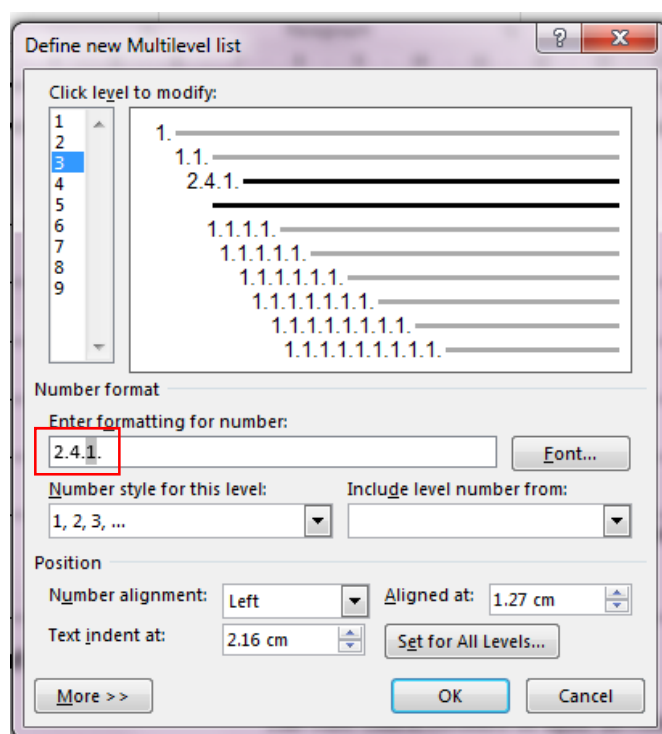 Define new Multilevel list
Click level to modify:
1
2
3
4
5
6
7
8
9
1.
1.1.
2.4.1.
1.1.1.1.
1.1.1.1.1.
1.1.1.1.1.1.
1.1.1.1.1.1.1.
1.1.1.1.1.1.1.1.
1.1.1.1.1.1.1.1.1.
Number format
Enter formatting for number:
2.4.1.
Font...
Number style for this level:
Include level number from:
1, 2, 3, ...
Position
Number alignment:
Left
Aligned at:
1.27 cm
Text indent at:
2.16 cm
Set for All Levels...
More >>
OK
Cancel